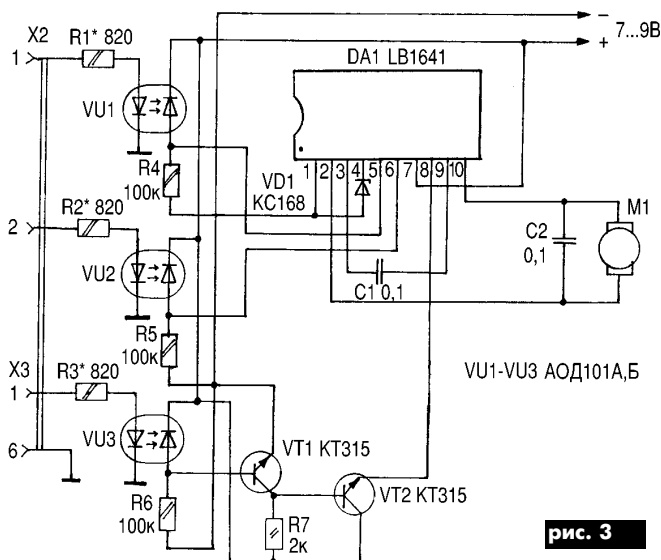 −
+
7...9В
X2
1
R1* 820
VU1
DA1 LB1641
R4
100к
VD1
КС168
1 2 3 4 5 6 7 8 9 10
R2* 820
2
VU2
C1 0,1
C2
0,1
M1
R5
100к
VU1-VU3 АОД101А,Б
X3
1
R3* 820
VU3
VT1 КТ315
6
VT2 КТ315
R6
100к
R7
2к
рис. 3